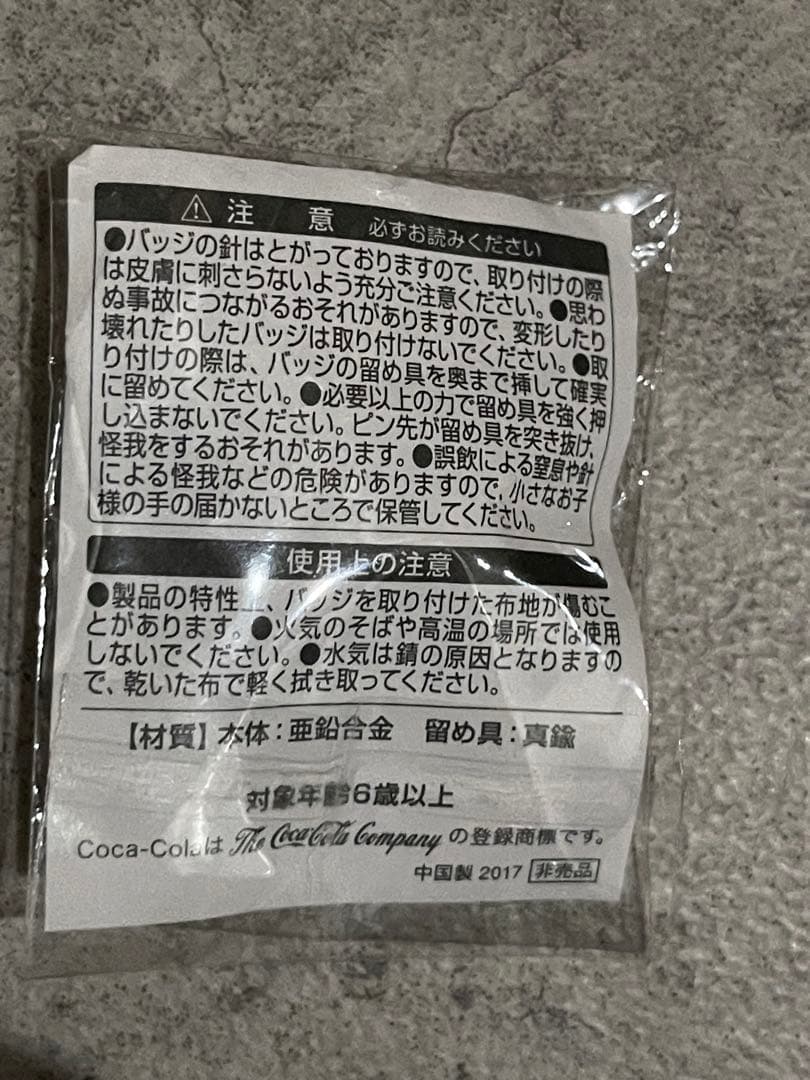 ⚠ 注意 必ずお読みください
●バッジの針はとがっておりますので、取り付けの際
は皮膚に刺さらないよう充分ご注意ください。●思わ
ぬ事故につながるおそれがありますので、変形したり
壊れたりしたバッジは取り付けないでください。●取
り付けの際は、バッジの留め具を奥まで挿して確実
に留めてください。●必要以上の力で留め具を強く押
し込まないでください。ピン先が留め具を突き抜け、
怪我をするおそれがあります。●誤飲による窒息や針
による怪我などの危険がありますので、小さなお子
様の手の届かないところで保管してください。
使用上の注意
●製品の特性上、バッジを取り付けた布地が傷むこ
とがあります。●火気のそばや高温の場所では使用
しないでください。●水気は錆の原因となりますの
で、乾いた布で軽く拭き取ってください。
【材質】本体:亜鉛合金 留め具:真鍮
対象年齢6歳以上
Coca-Colaは The Coca-Cola Company の登録商標です。
中国製 2017 非売品